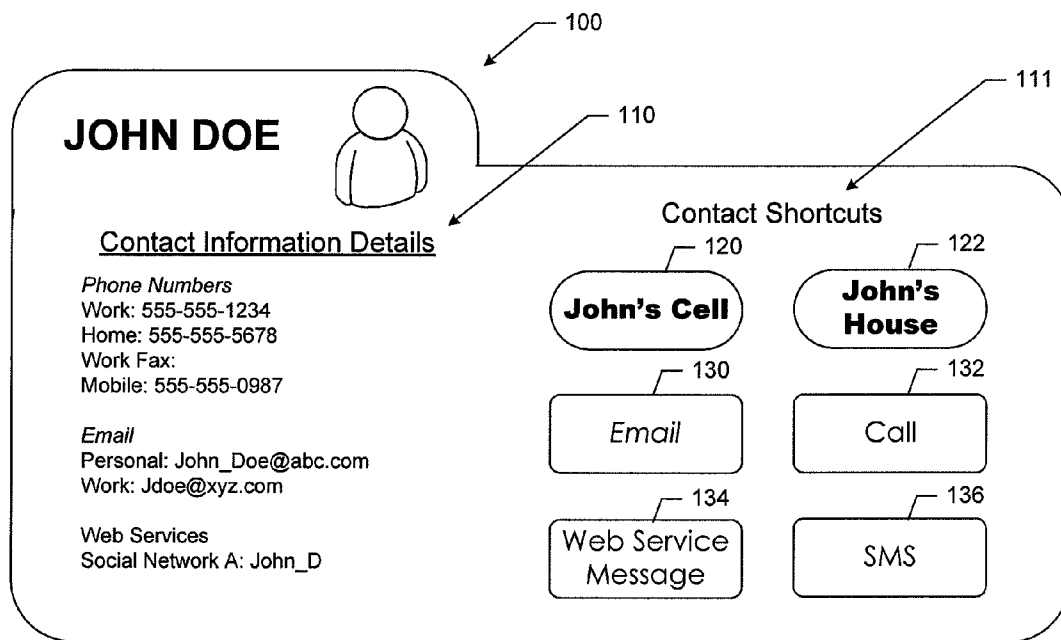 100
111
110
JOHN DOE
Contact Information Details
Phone Numbers
Work: 555-555-1234
Home: 555-555-5678
Work Fax:
Mobile: 555-555-0987
Email
Personal: John_Doe@abc.com
Work: Jdoe@xyz.com
Web Services
Social Network A: John_D
Contact Shortcuts
120
John's Cell
122
John's
House
130
Email
132
Call
134
Web Service
Message
136
SMS